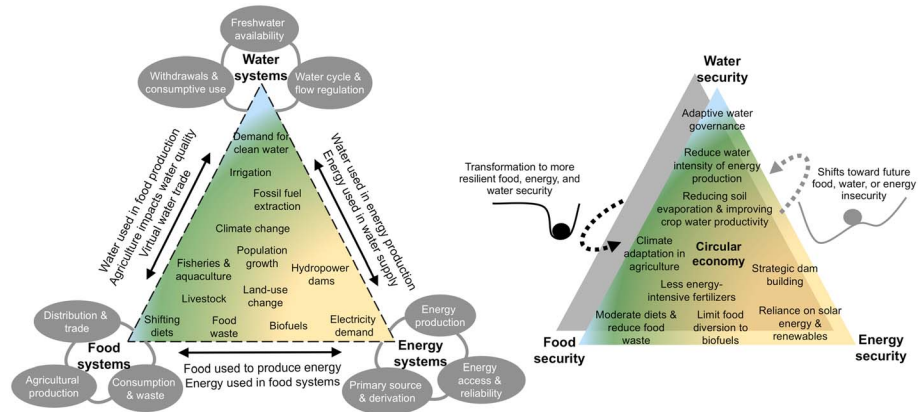 Freshwater
availability
Water
systems
Withdrawals &
consumptive use
Water cycle &
flow regulation
Water used in food production
Agriculture impacts water quality
Virtual water trade
Water used in energy production
Energy used in water supply
Demand for
clean water
Irrigation
Fossil fuel
extraction
Climate change
Population
growth
Fisheries &
aquaculture
Hydropower
dams
Livestock
Land-use
change
Shifting
diets
Food
waste
Biofuels
Electricity
demand
Distribution &
trade
Food
systems
Agricultural
production
Consumption
& waste
Energy
production
Energy
systems
Primary source
& derivation
Energy
access &
reliability
Food used to produce energy
Energy used in food systems
Water
security
Adaptive water
governance
Reduce water
intensity of energy
production
Transformation to more
resilient food, energy, and
water security
Shifts toward future
food, water, or energy
insecurity
Reducing soil
evaporation & improving
crop water productivity
Climate
adaptation in
agriculture
Circular
economy
Strategic dam
building
Less energy-
intensive fertilizers
Moderate diets &
reduce food
waste
Limit food
diversion to
biofuels
Reliance on solar
energy &
renewables
Food
security
Energy security